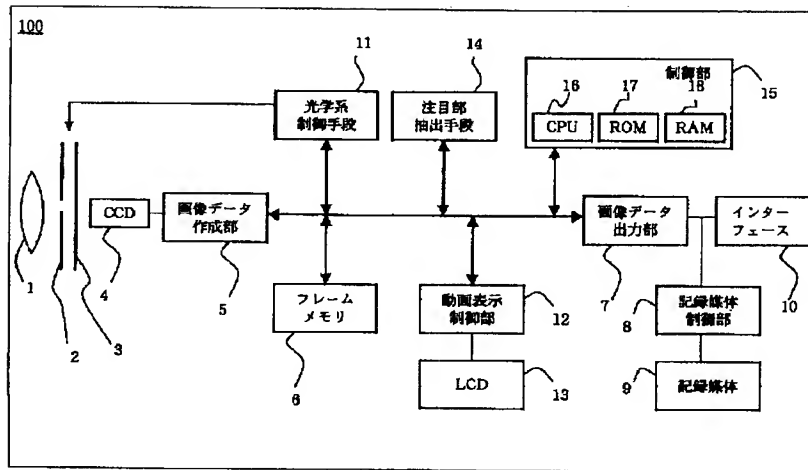 100
11
14
制御部
15
16
17
18
CPU
ROM
RAM
光学系
制御手段
注目部
抽出手段
CCD
画像データ
作成部
画像データ
出力部
インター
フェース
1
2
3
4
5
7
10
フレーム
メモリ
6
動画表示
制御部
12
8
記録媒体
制御部
LCD
13
9
記録媒体